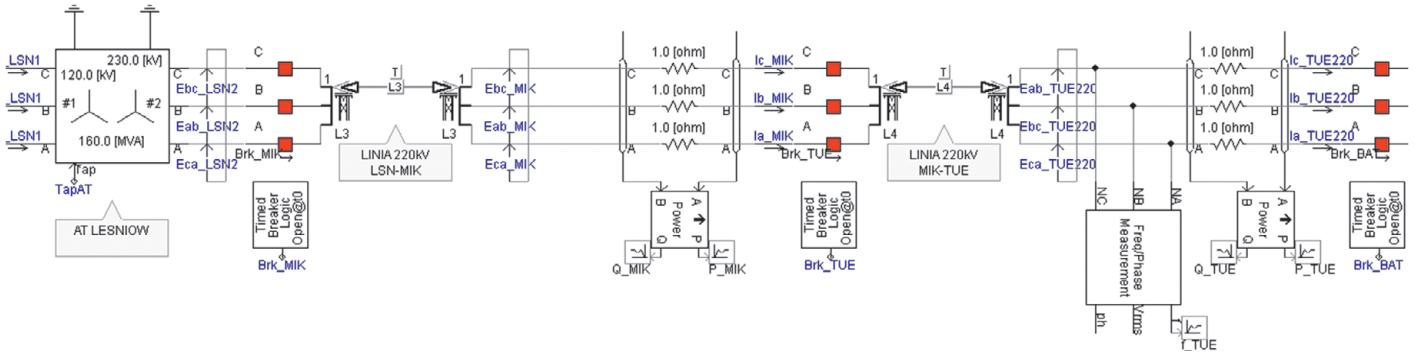 _LSN1
_LSN1
_LSN1
C
B
A
120.0 [kV]
230.0 [kV]
#1
#2
160.0 [MVA]
Tap
TapAT
AT LESNIOW
C
B
A
Ebc_LSN2
Eab_LSN2
Eca_LSN2
C
B
A
Brk_MIK
Timed
Breaker
Logic
Open@t0
Brk_MIK
1
L3
T
L3
1
L3
LINIA 220kV
LSN-MIK
Ebc_MIK
Eab_MIK
Eca_MIK
C
B
A
1.0 [ohm]
1.0 [ohm]
1.0 [ohm]
C
B
A
A
B
Power
P
Q
Q_MIK
P_MIK
Ic_MIK
Ib_MIK
Ia_MIK
C
B
A
Brk_TUE
Timed
Breaker
Logic
Open@t0
Brk_TUE
1
L4
T
L4
1
L4
LINIA 220kV
MIK-TUE
Eab_TUE220
Ebc_TUE220
Eca_TUE220
NC
NB
NA
Freq/Phase
Measurement
ph
Vrms
f_TUE
C
B
A
1.0 [ohm]
1.0 [ohm]
1.0 [ohm]
C
B
A
A
B
Power
P
Q
Q_TUE
P_TUE
Ic_TUE220
Ib_TUE220
Ia_TUE220
C
B
A
Brk_BAT
Timed
Breaker
Logic
Open@t0
Brk_BAT